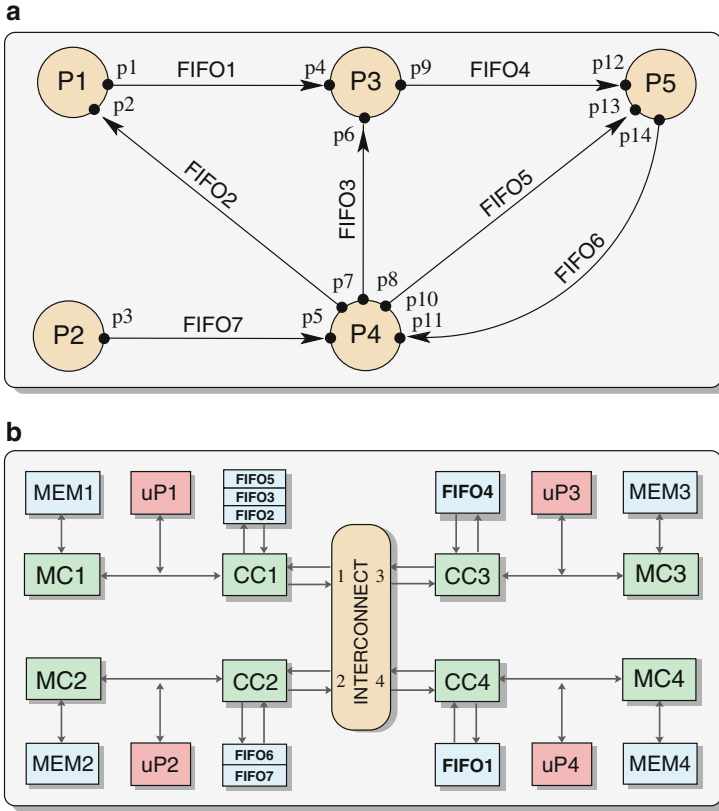 a
P1
p1
FIFO1
p4
P3
p9
FIFO4
p12
P5
p2
p6
p13
p14
FIFO2
FIFO3
FIFO5
FIFO6
p7
p8
p10
p11
P2
p3
FIFO7
p5
P4
b
MEM1
uP1
FIFO5
FIFO3
FIFO2
FIFO4
uP3
MEM3
MC1
CC1
1
INTERCONNECT
3
CC3
MC3
MC2
CC2
2
4
CC4
MC4
MEM2
uP2
FIFO6
FIFO7
FIFO1
uP4
MEM4